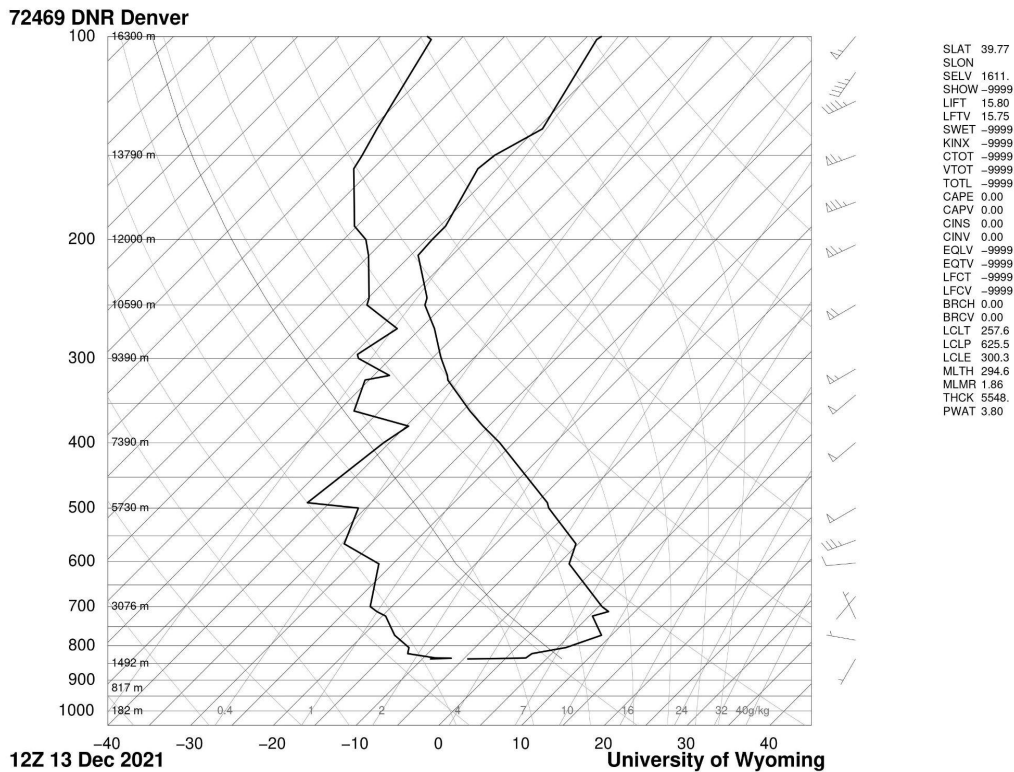 72469 DNR Denver
100 16300 m
13790 m
200 12000 m
10590 m
300 9390 m
400 7390 m
500 5730 m
600
700 3076 m
800
1492 m
900 817 m
1000 182 m 0.4 1 2 4 7 10 16 24 32 40g/kg
−40 −30 −20 −10 0 10 20 30 40
12Z 13 Dec 2021 University of Wyoming
SLAT 39.77
SLON
SELV 1611.
SHOW −9999
LIFT 15.80
LFTV 15.75
SWET −9999
KINX −9999
CTOT −9999
VTOT −9999
TOTL −9999
CAPE 0.00
CAPV 0.00
CINS 0.00
CINV 0.00
EQLV −9999
EQTV −9999
LFCT −9999
LFCV −9999
BRCH 0.00
BRCV 0.00
LCLT 257.6
LCLP 625.5
LCLE 300.3
MLTH 294.6
MLMR 1.86
THCK 5548.
PWAT 3.80